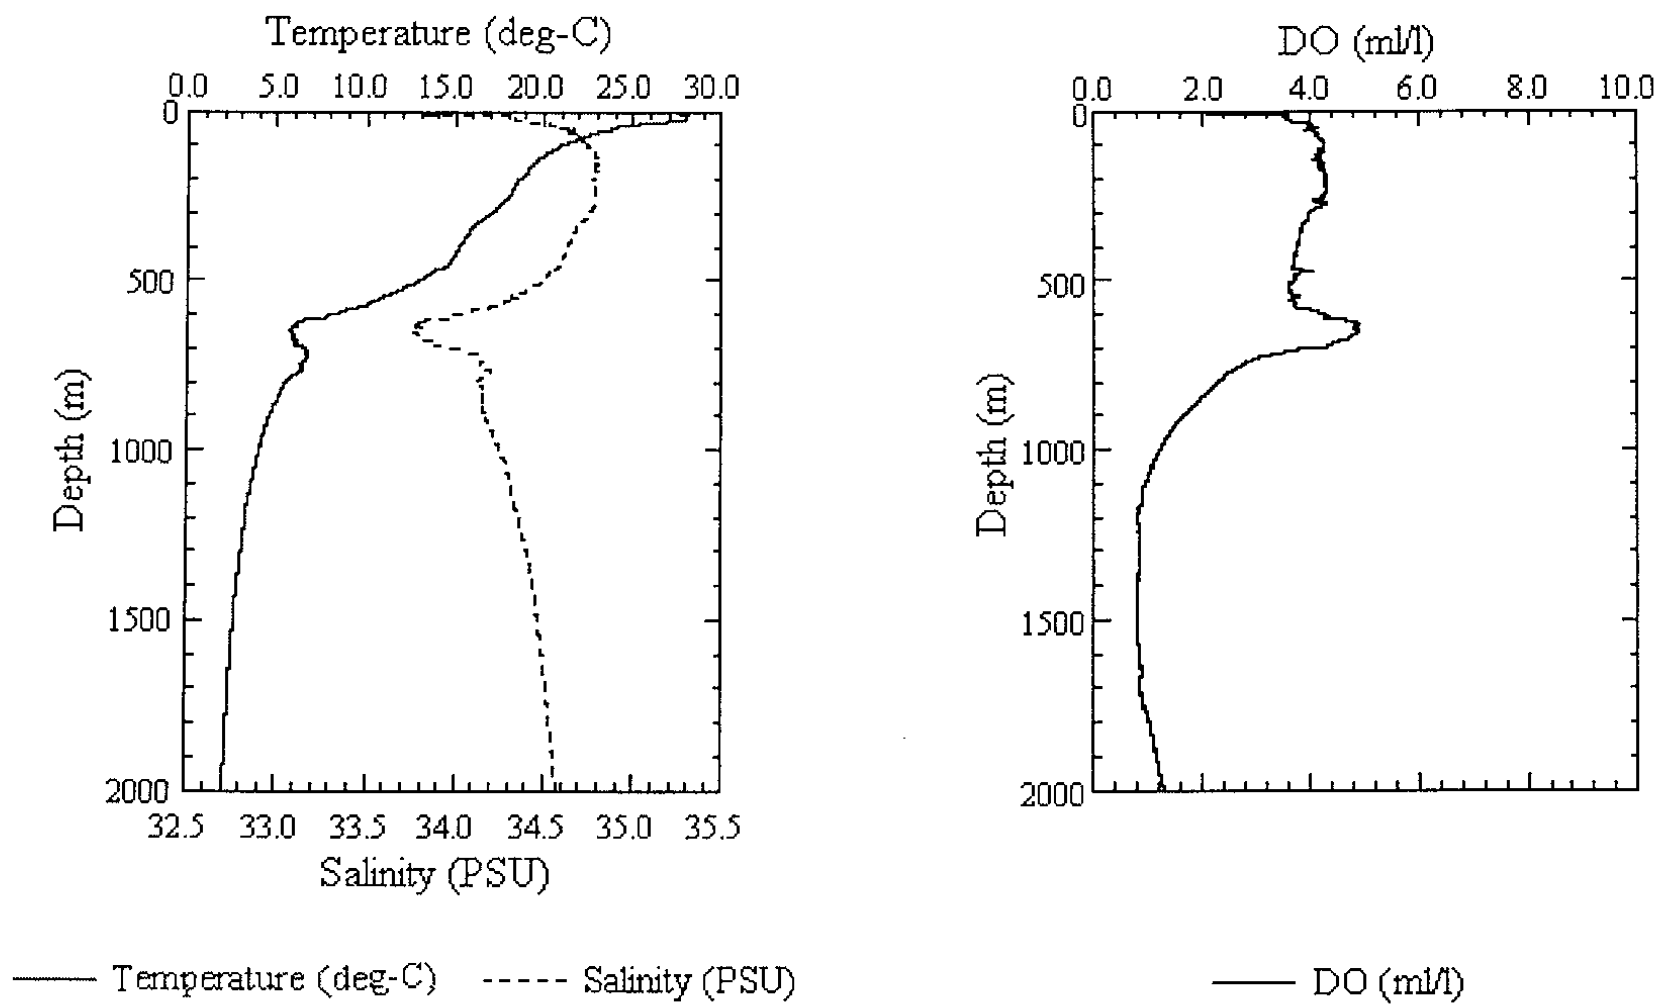 Temperature (deg-C)
0.0 5.0 10.0 15.0 20.0 25.0 30.0
0
500
1000
1500
2000
Depth (m)
32.5 33.0 33.5 34.0 34.5 35.0 35.5
Salinity (PSU)
Temperature (deg-C) Salinity (PSU)
DO (ml/l)
0.0 2.0 4.0 6.0 8.0 10.0
0
500
1000
1500
2000
Depth (m)
DO (ml/l)